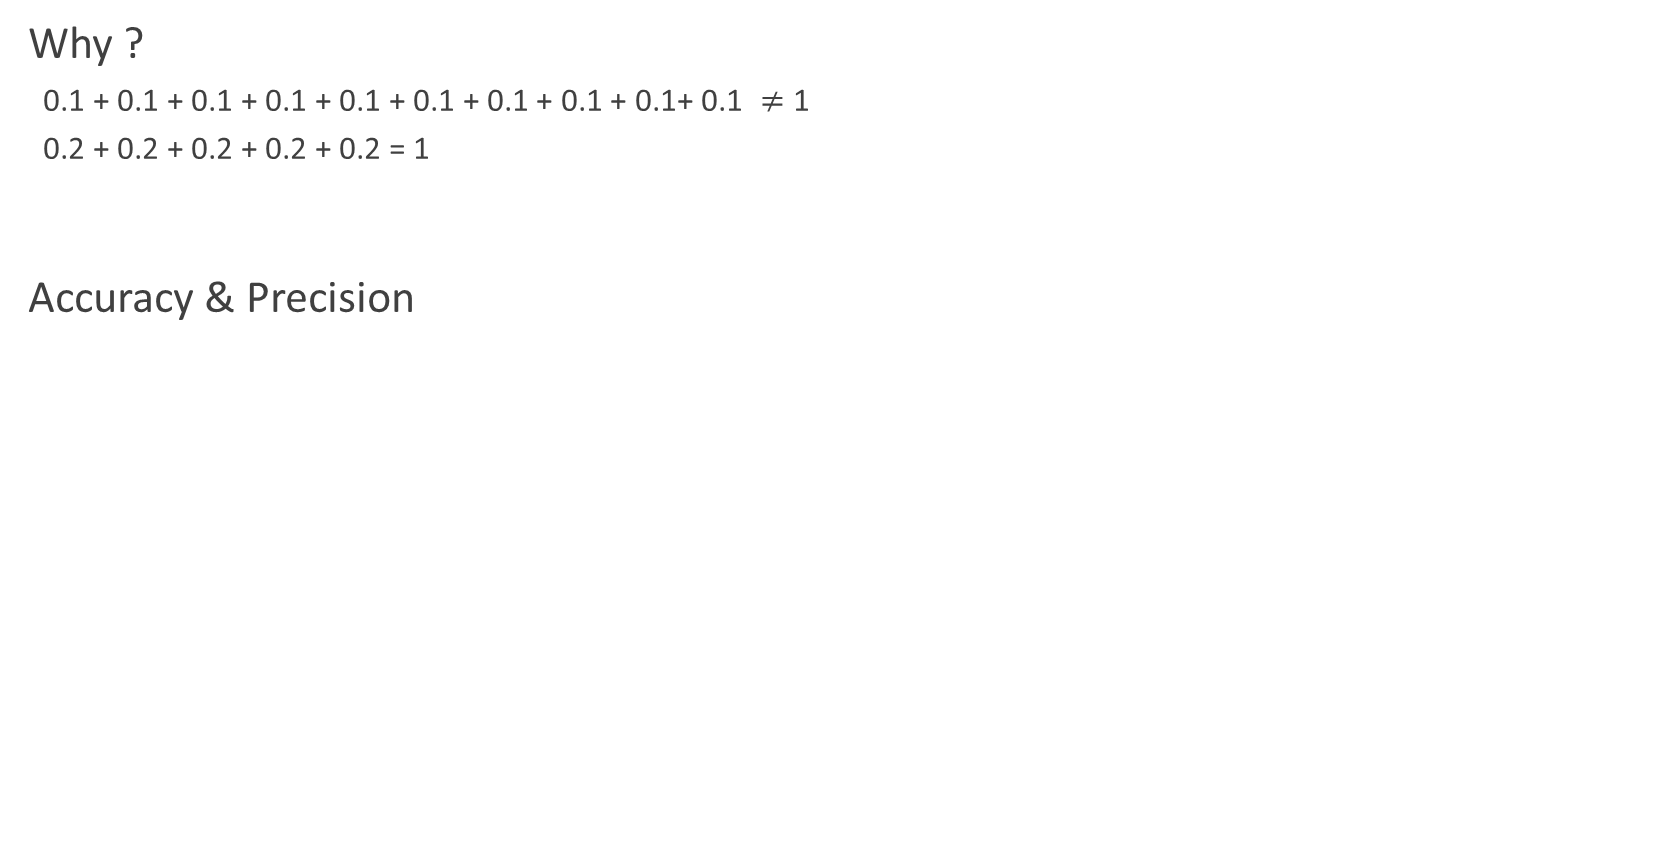 Why ?
0.1 + 0.1 + 0.1 + 0.1 + 0.1 + 0.1 + 0.1 + 0.1 + 0.1+ 0.1 ≠ 1
0.2 + 0.2 + 0.2 + 0.2 + 0.2 = 1
Accuracy & Precision